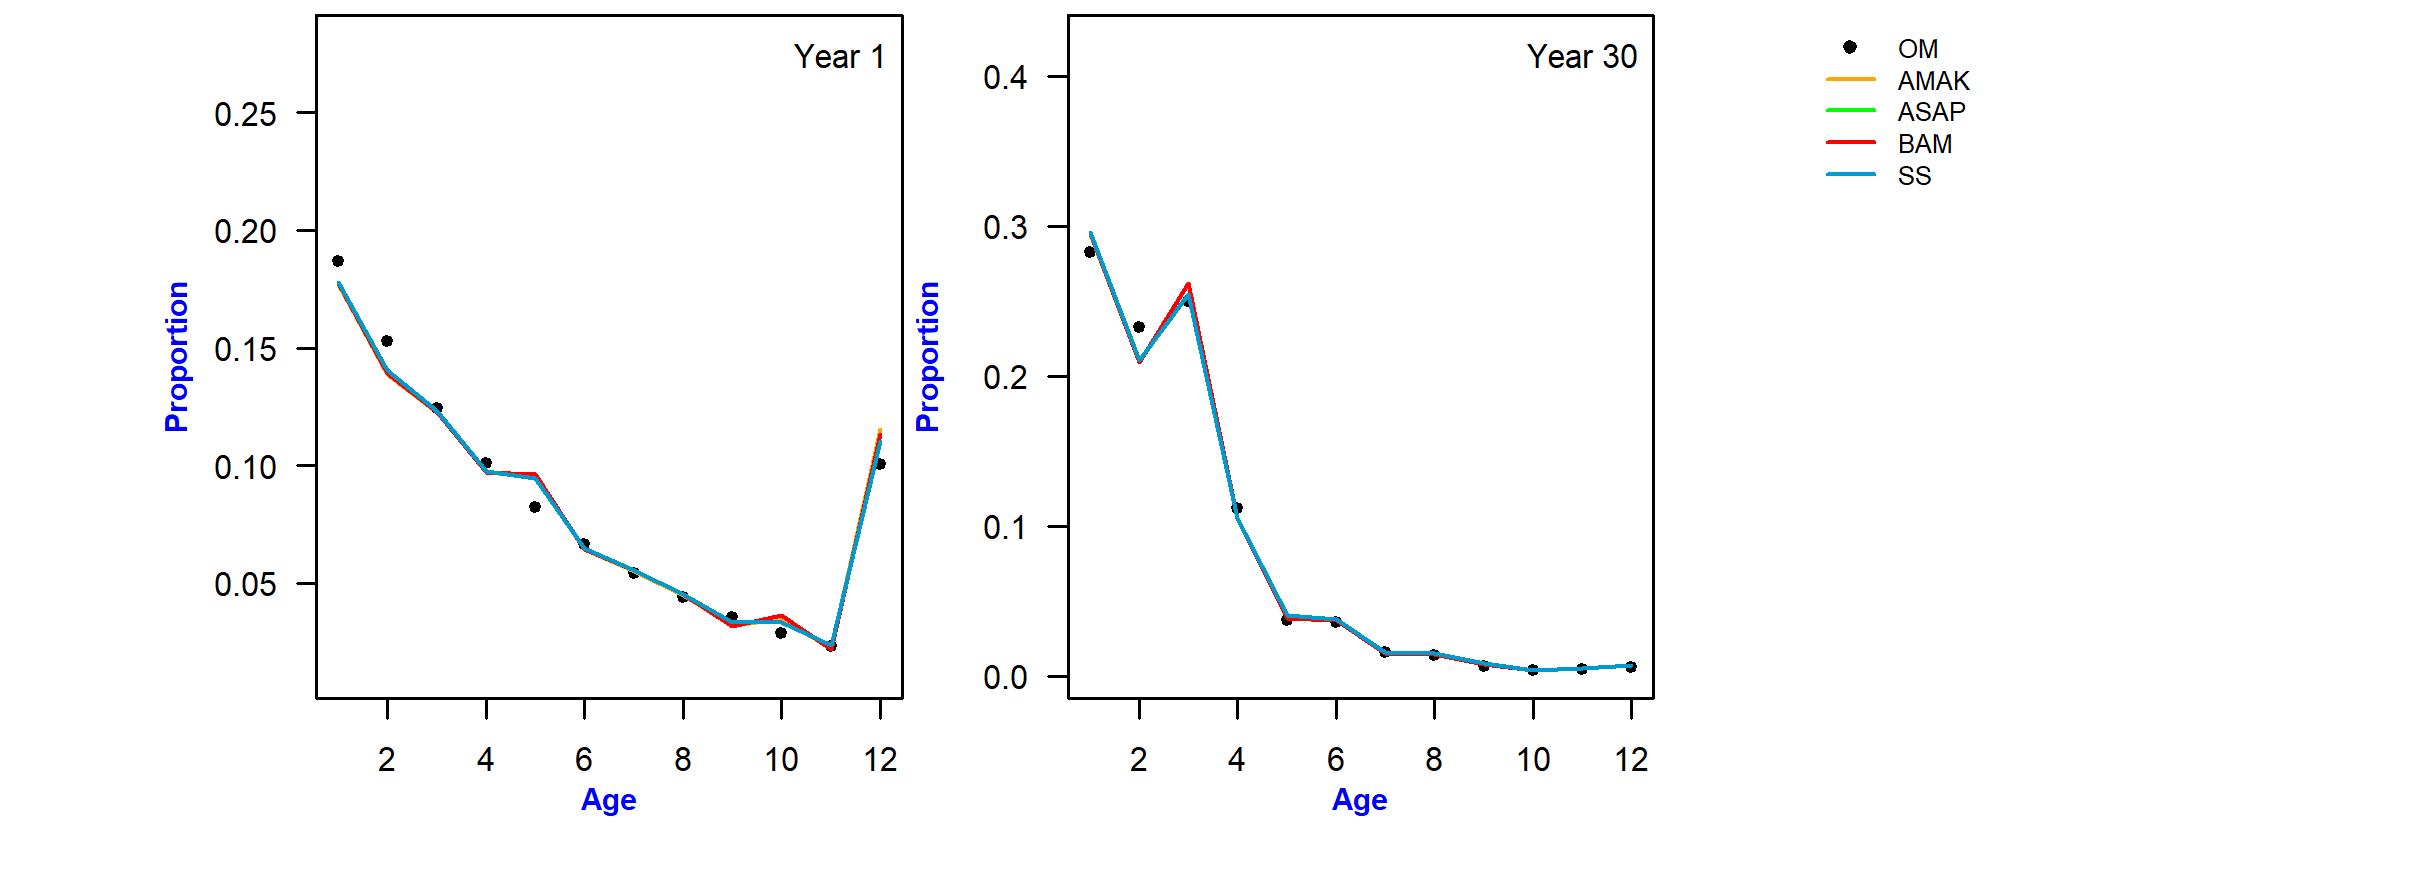 Year 1
0.25
0.20
0.15
0.10
0.05
Proportion
2 4 6 8 10 12
Age
Year 30
0.4
0.3
0.2
0.1
0.0
Proportion
2 4 6 8 10 12
Age
OM
AMAK
ASAP
BAM
SS